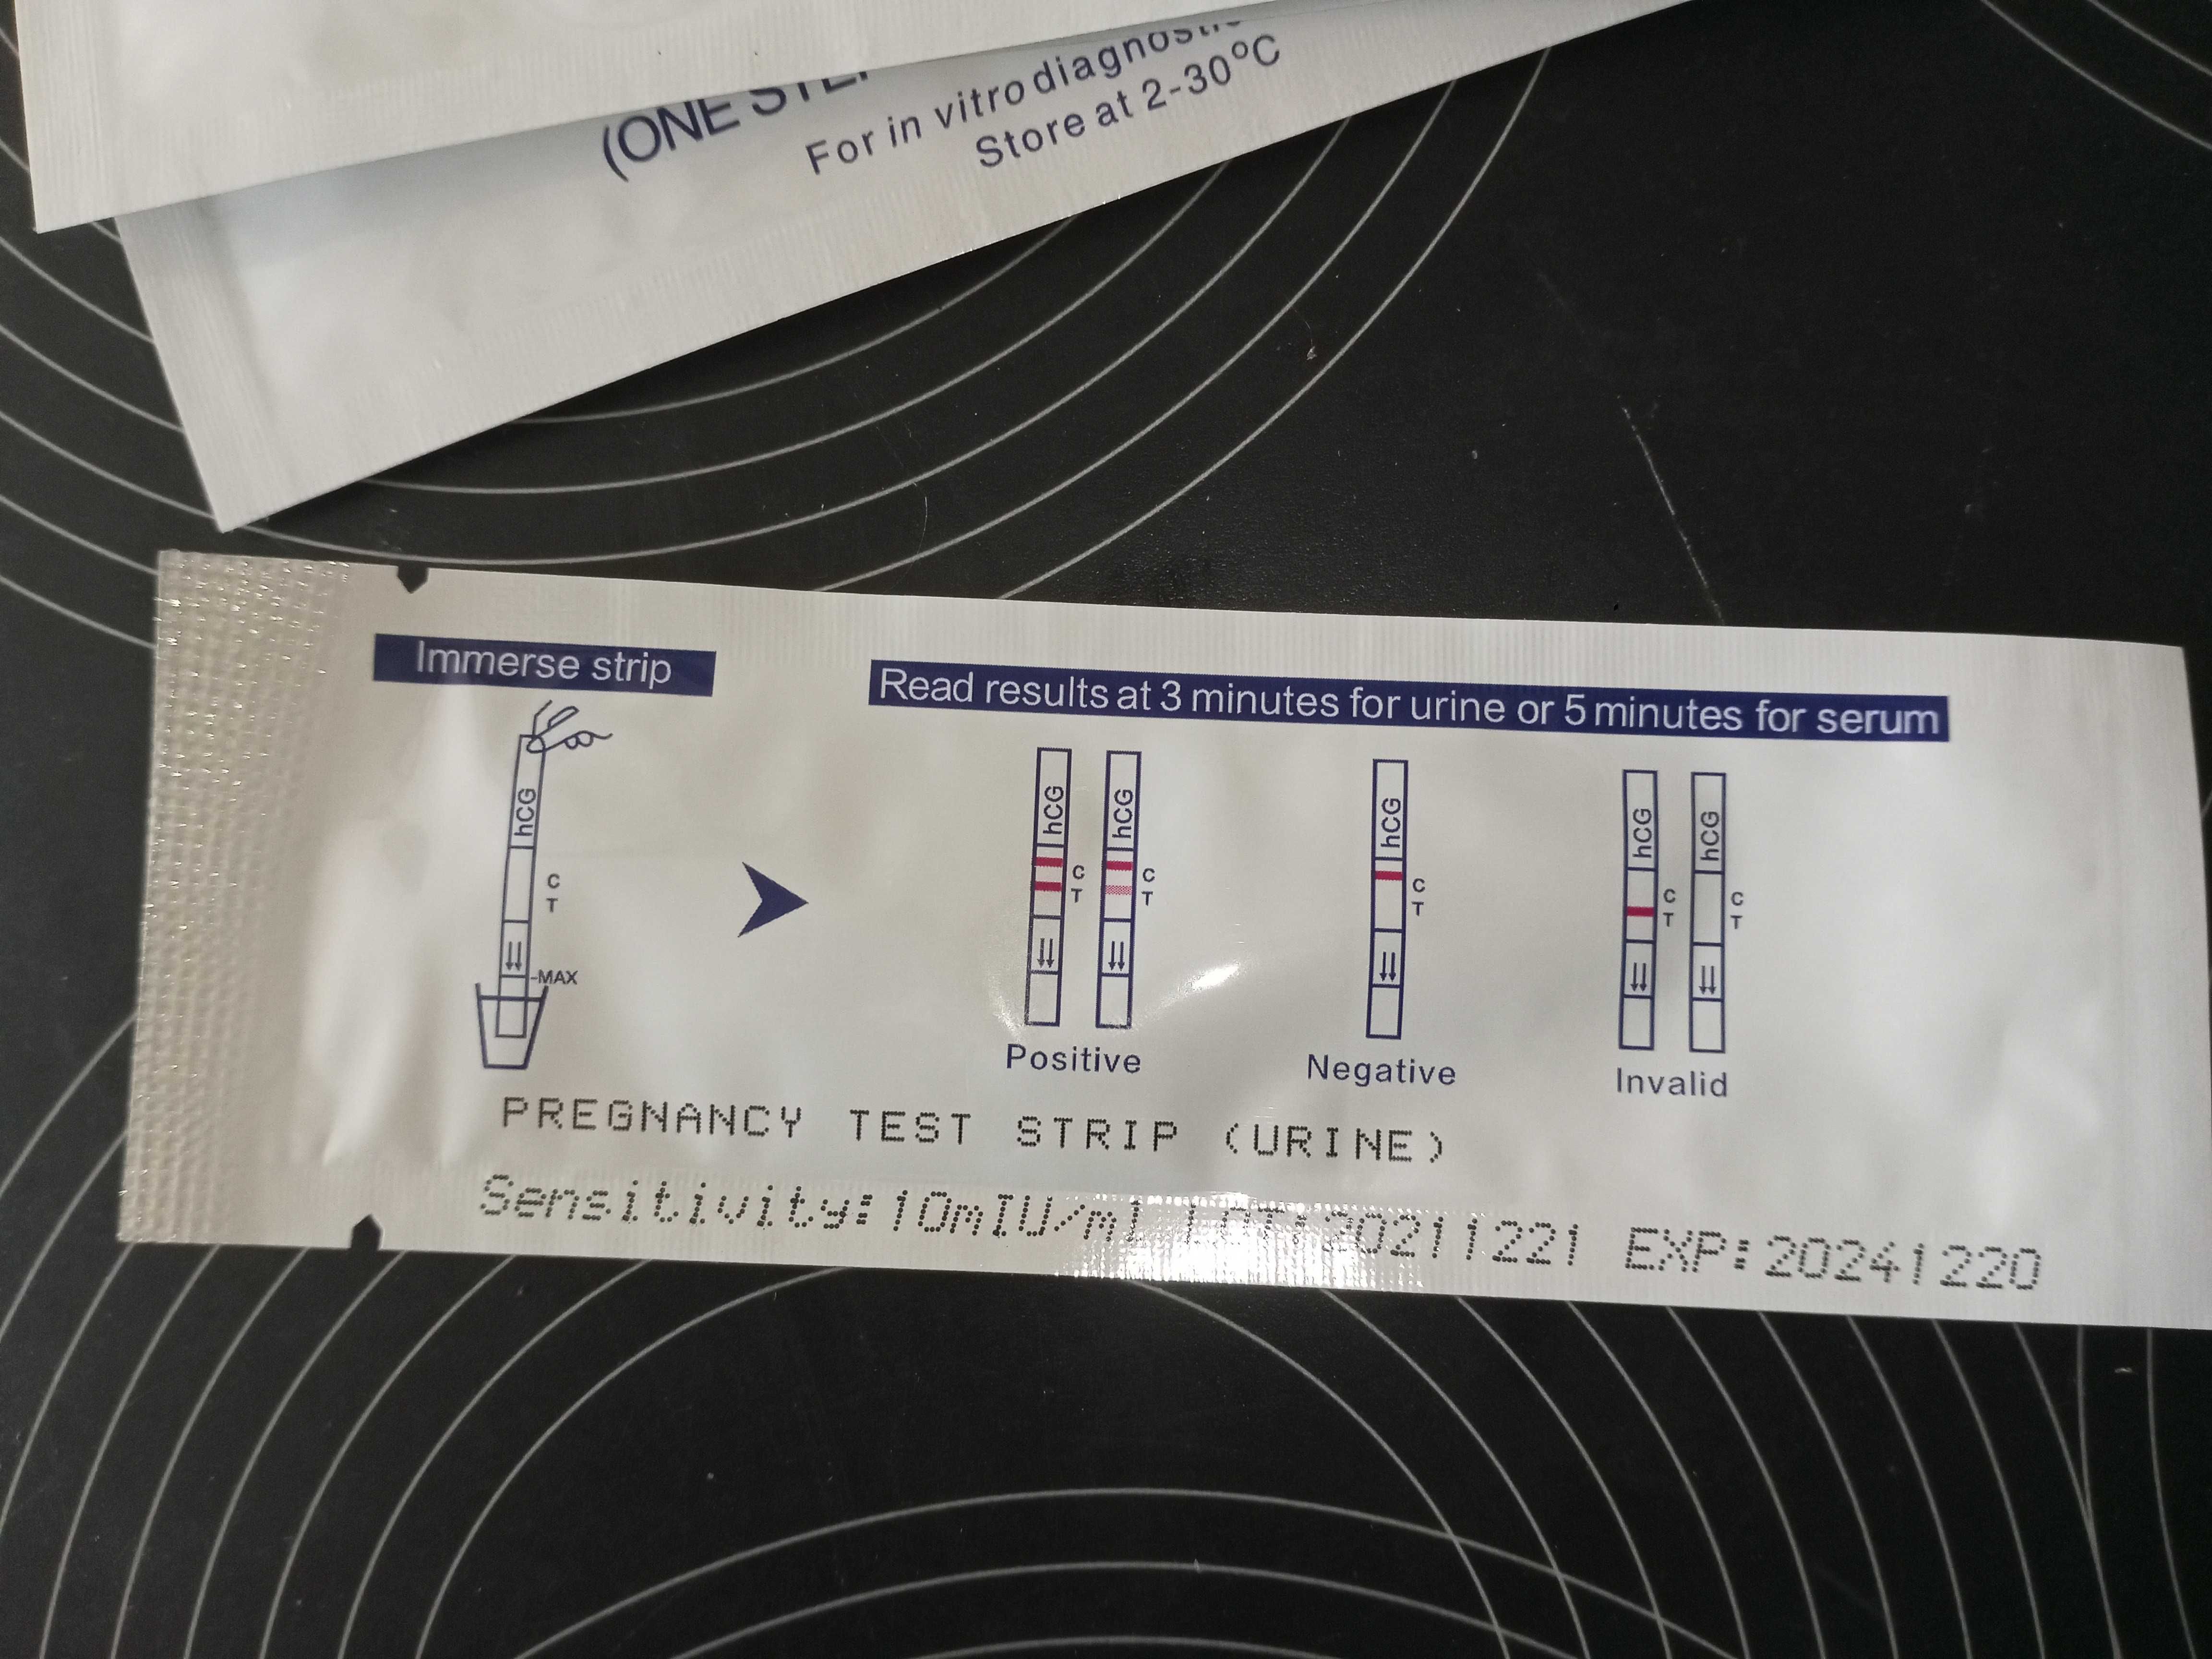 (ONE STE
For in vitro diagnostic
Store at 2-30°C
Immerse strip
Read results at 3 minutes for urine or 5 minutes for serum
hCG
C
T
-MAX
hCG
C
T
hCG
C
T
hCG
C
T
hCG
C
T
hCG
C
T
Positive
Negative
Invalid
PREGNANCY TEST STRIP (URINE)
Sensitivity:10mIU/ml 20211221 EXP:20241220